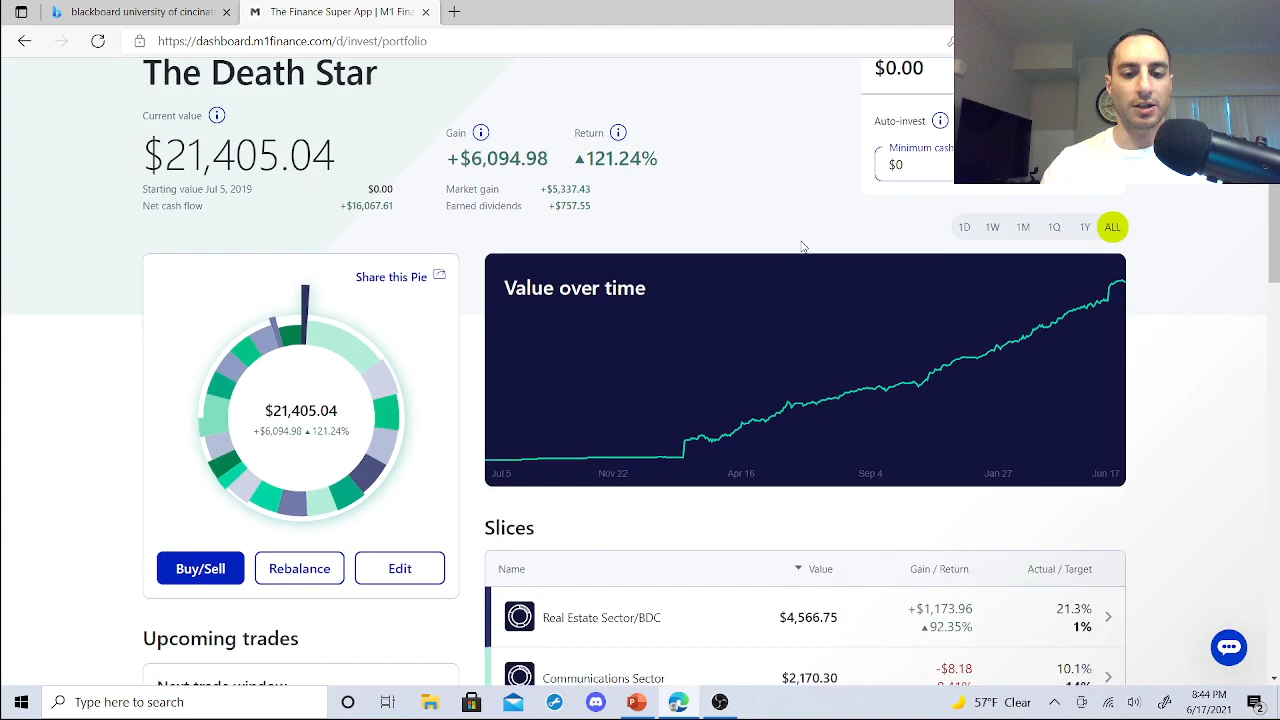 blackboard university of cincinat
The Finance Super App | M1 Fina
https://dashboard.m1finance.com/d/invest/portfolio
The Death Star
$0.00
Current value
Auto-invest
Gain
Return
Minimum cash
$0
$21,405.04
+$6,094.98
▲121.24%
Starting value Jul 5, 2019
$0.00
Market gain
+$5,337.43
Net cash flow
+$16,067.61
Earned dividends
+$757.55
1D
1W
1M
1Q
1Y
ALL
Share this Pie
Value over time
$21,405.04
+$6,094.98 ▲121.24%
Jul 5
Nov 22
Apr 16
Sep 4
Jan 27
Jun 17
Slices
Buy/Sell
Rebalance
Edit
Name
Value
Gain / Return
Actual / Target
Real Estate Sector/BDC
$4,566.75
+$1,173.96
▲92.35%
21.3%
1%
Upcoming trades
Communications Sector
$2,170.30
-$8.18
10.1%
Next trade window
Type here to search
57°F Clear
8:44 PM
6/17/2021
2